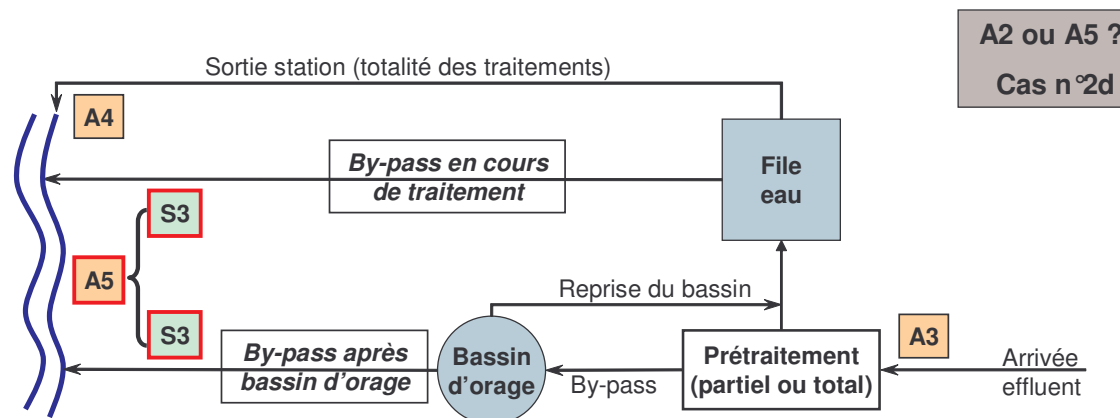 A2 ou A5 ?
Cas n°2d
Sortie station (totalité des traitements)
A4
By-pass en cours
de traitement
File
eau
S3
A5
S3
Reprise du bassin
By-pass après
bassin d'orage
Bassin
d'orage
By-pass
Prétraitement
(partiel ou total)
A3
Arrivée
effluent